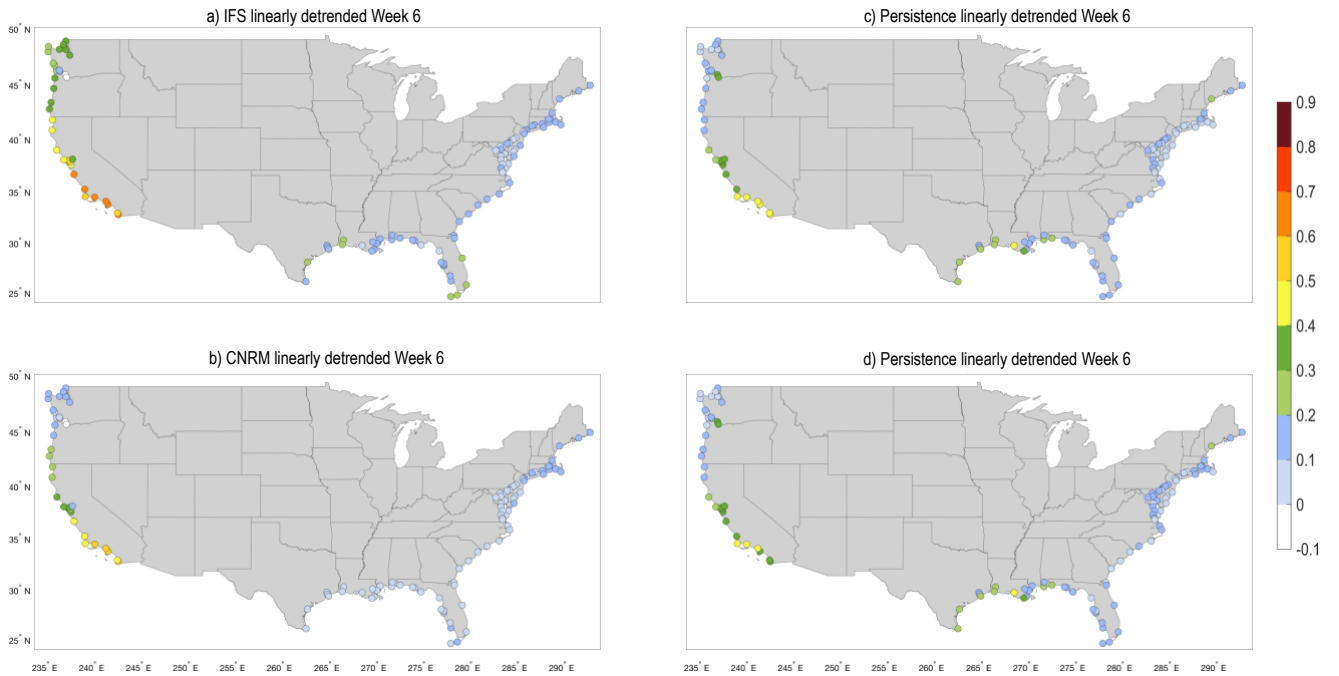 a) IFS linearly detrended Week 6
50° N
45° N
40° N
35° N
30° N
25° N
c) Persistence linearly detrended Week 6
b) CNRM linearly detrended Week 6
50° N
45° N
40° N
35° N
30° N
25° N
235° E 240° E 245° E 250° E 255° E 260° E 265° E 270° E 275° E 280° E 285° E 290° E
d) Persistence linearly detrended Week 6
235° E 240° E 245° E 250° E 255° E 260° E 265° E 270° E 275° E 280° E 285° E 290° E
0.9
0.8
0.7
0.6
0.5
0.4
0.3
0.2
0.1
0
-0.1